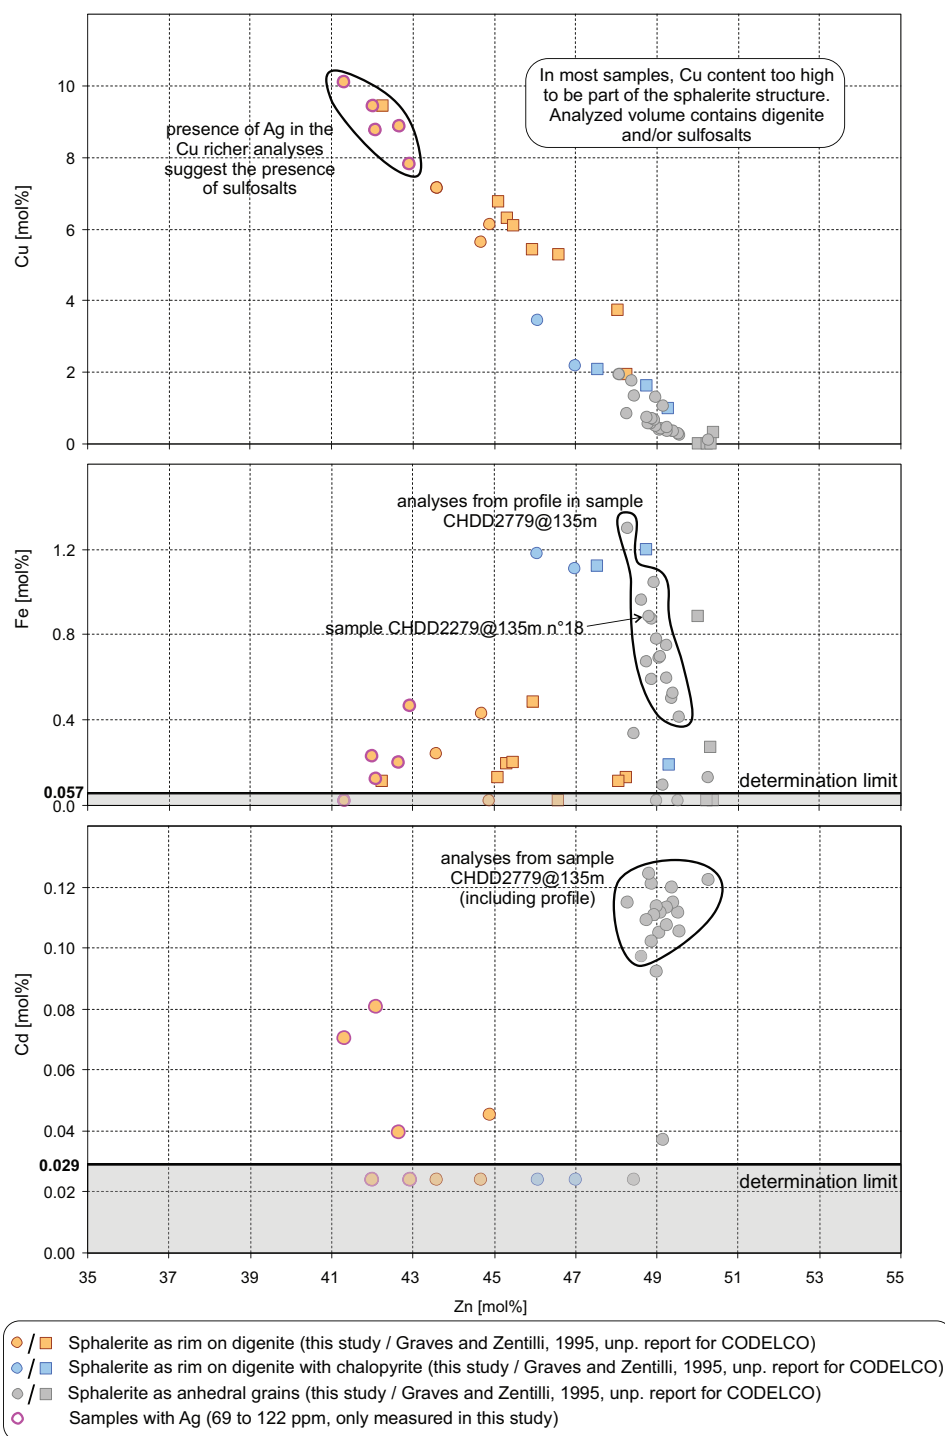 10
8
6
4
2
0
Cu [mol%]
In most samples, Cu content too high
to be part of the sphalerite structure.
Analyzed volume contains digenite
and/or sulfosalts
presence of Ag in the
Cu richer analyses
suggest the presence
of sulfosalts
1.2
0.8
0.4
0.057
0.0
Fe [mol%]
analyses from profile in sample
CHDD2779@135m
sample CHDD2279@135m n°18
determination limit
0.12
0.10
0.08
0.06
0.04
0.029
0.02
0.00
Cd [mol%]
analyses from sample
CHDD2779@135m
(including profile)
determination limit
35 37 39 41 43 45 47 49 51 53 55
Zn [mol%]
/ Sphalerite as rim on digenite (this study / Graves and Zentilli, 1995, unp. report for CODELCO)
/ Sphalerite as rim on digenite with chalopyrite (this study / Graves and Zentilli, 1995, unp. report for CODELCO)
/ Sphalerite as anhedral grains (this study / Graves and Zentilli, 1995, unp. report for CODELCO)
Samples with Ag (69 to 122 ppm, only measured in this study)